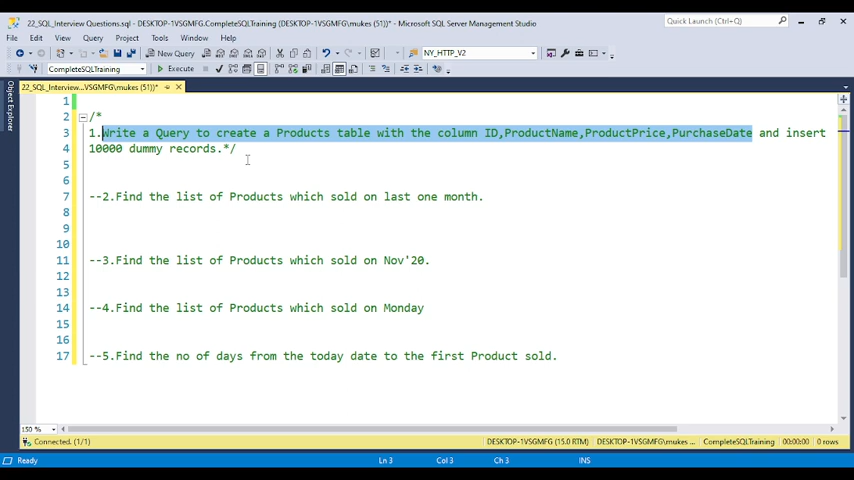 22_SQL_Interview Questions.sql - DESKTOP-1VSGMFG.CompleteSQLTraining (DESKTOP-1VSGMFG\mukes (51))* - Microsoft SQL Server Management Studio
Quick Launch (Ctrl+Q)
File Edit View Query Project Tools Window Help
New Query
NY_HTTP_V2
CompleteSQLTraining
Execute
22_SQL_Interview...VSGMFG\mukes (51))*
Object Explorer
1
2 /*
3 1.Write a Query to create a Products table with the column ID,ProductName,ProductPrice,PurchaseDate and insert
4 10000 dummy records.*/
5
6
7 --2.Find the list of Products which sold on last one month.
8
9
10
11 --3.Find the list of Products which sold on Nov'20.
12
13
14 --4.Find the list of Products which sold on Monday
15
16
17 --5.Find the no of days from the today date to the first Product sold.
150 %
Connected. (1/1) DESKTOP-1VSGMFG (15.0 RTM) DESKTOP-1VSGMFG\mukes ... CompleteSQLTraining 00:00:00 0 rows
Ready Ln 3 Col 3 Ch 3 INS